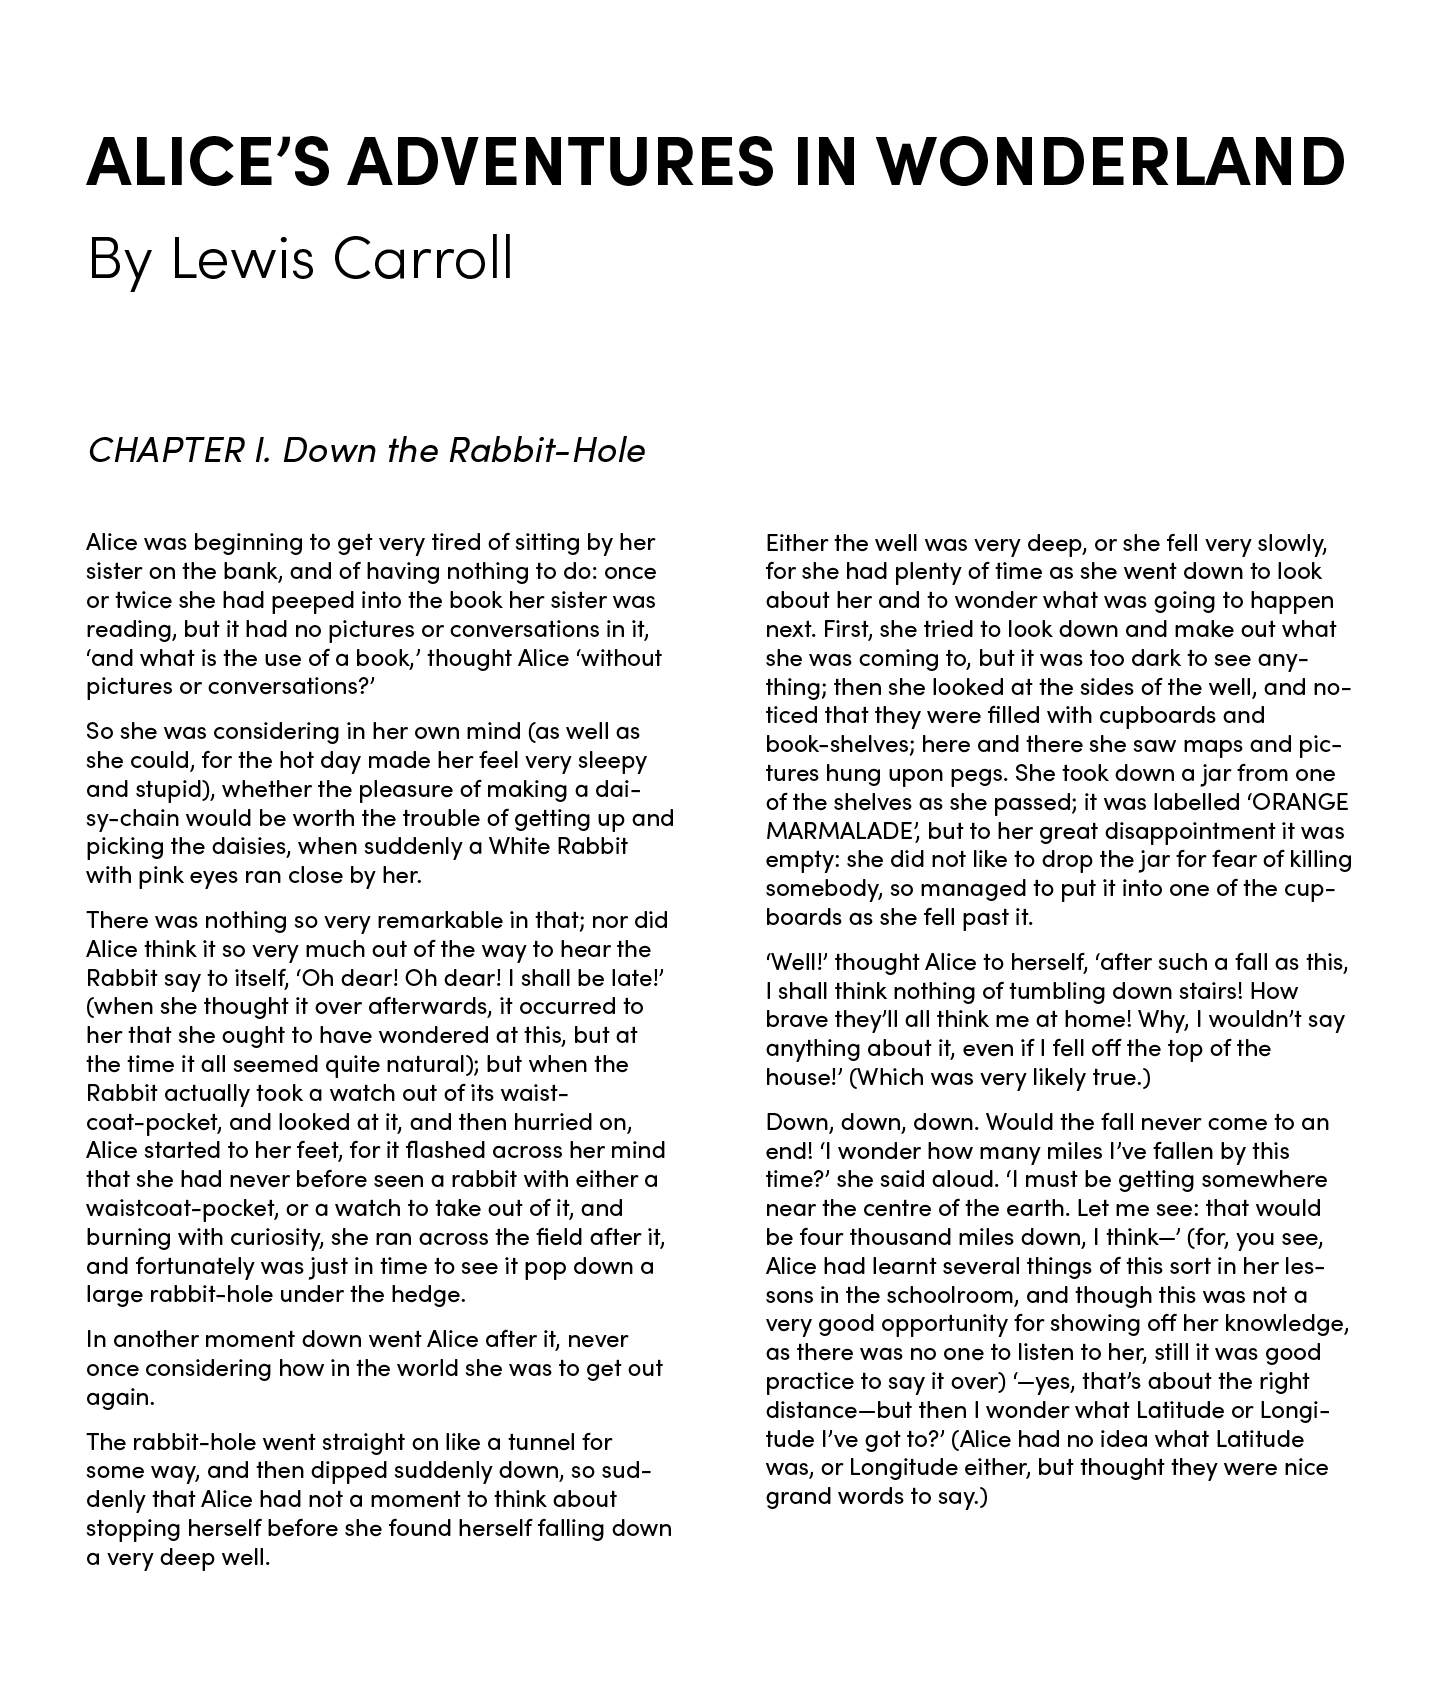 ALICE’S ADVENTURES IN WONDERLAND
By Lewis Carroll
CHAPTER I. Down the Rabbit-Hole
Alice was beginning to get very tired of sitting by her
sister on the bank, and of having nothing to do: once
or twice she had peeped into the book her sister was
reading, but it had no pictures or conversations in it,
‘and what is the use of a book,’ thought Alice ‘without
pictures or conversations?’
So she was considering in her own mind (as well as
she could, for the hot day made her feel very sleepy
and stupid), whether the pleasure of making a dai-
sy-chain would be worth the trouble of getting up and
picking the daisies, when suddenly a White Rabbit
with pink eyes ran close by her.
There was nothing so very remarkable in that; nor did
Alice think it so very much out of the way to hear the
Rabbit say to itself, ‘Oh dear! Oh dear! I shall be late!’
(when she thought it over afterwards, it occurred to
her that she ought to have wondered at this, but at
the time it all seemed quite natural); but when the
Rabbit actually took a watch out of its waist-
coat-pocket, and looked at it, and then hurried on,
Alice started to her feet, for it flashed across her mind
that she had never before seen a rabbit with either a
waistcoat-pocket, or a watch to take out of it, and
burning with curiosity, she ran across the field after it,
and fortunately was just in time to see it pop down a
large rabbit-hole under the hedge.
In another moment down went Alice after it, never
once considering how in the world she was to get out
again.
The rabbit-hole went straight on like a tunnel for
some way, and then dipped suddenly down, so sud-
denly that Alice had not a moment to think about
stopping herself before she found herself falling down
a very deep well.
Either the well was very deep, or she fell very slowly,
for she had plenty of time as she went down to look
about her and to wonder what was going to happen
next. First, she tried to look down and make out what
she was coming to, but it was too dark to see any-
thing; then she looked at the sides of the well, and no-
ticed that they were filled with cupboards and
book-shelves; here and there she saw maps and pic-
tures hung upon pegs. She took down a jar from one
of the shelves as she passed; it was labelled ‘ORANGE
MARMALADE’, but to her great disappointment it was
empty: she did not like to drop the jar for fear of killing
somebody, so managed to put it into one of the cup-
boards as she fell past it.
‘Well!’ thought Alice to herself, ‘after such a fall as this,
I shall think nothing of tumbling down stairs! How
brave they’ll all think me at home! Why, I wouldn’t say
anything about it, even if I fell off the top of the
house!’ (Which was very likely true.)
Down, down, down. Would the fall never come to an
end! ‘I wonder how many miles I’ve fallen by this
time?’ she said aloud. ‘I must be getting somewhere
near the centre of the earth. Let me see: that would
be four thousand miles down, I think—’ (for, you see,
Alice had learnt several things of this sort in her les-
sons in the schoolroom, and though this was not a
very good opportunity for showing off her knowledge,
as there was no one to listen to her, still it was good
practice to say it over) ‘—yes, that’s about the right
distance—but then I wonder what Latitude or Longi-
tude I’ve got to?’ (Alice had no idea what Latitude
was, or Longitude either, but thought they were nice
grand words to say.)